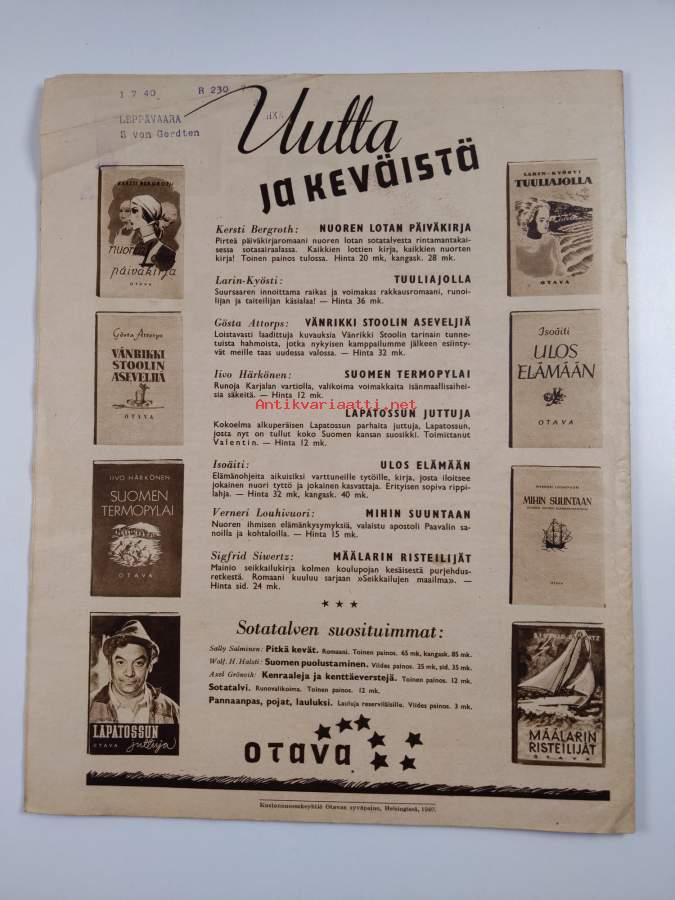 1 7 40 R 230
LEPPÄVAARA
S von Gerdten
Uutta
JA KEVÄISTÄ
Kersti Bergroth: NUOREN LOTAN PÄIVÄKIRJA
Pirteä päiväkirjaromaani nuoren lotan sotatalvesta rintamantakai-
sessa sotasairaalassa. Kaikkien lottien kirja, kaikkien nuorten
kirja! Toinen painos tulossa. Hinta 20 mk, kangask. 28 mk.
Larin-Kyösti: TUULIAJOLLA
Suursaaren innoittama raikas ja voimakas rakkausromaani, runoi-
lijan ja taiteilijan käsialaa! — Hinta 36 mk.
Gösta Attorps: VÄNRIKKI STOOLIN ASEVELJIÄ
Loistavasti laadittuja kuvauksia Vänrikki Stoolin tarinain tunne-
tuista hahmoista, jotka nykyisen kamppailumme jälkeen esiinty-
vät meille taas uudessa valossa. — Hinta 32 mk.
Iivo Härkönen: SUOMEN TERMOPYLAI
Runoja Karjalan vartiolla, valikoima voimakkaita isänmaallisaihei-
sia säkeitä. — Hinta 12 mk.
Antikvariaatti.net
LAPATOSSUN JUTTUJA
Kokoelma alkuperäisen Lapatossun parhaita juttuja, Lapatossun,
josta nyt on tullut koko Suomen kansan suosikki. Toimittanut
Valentin. — Hinta 12 mk.
Isoäiti: ULOS ELÄMÄÄN
Elämänohjeita aikuisiksi varttuneille tytöille, kirja, josta iloitsee
jokainen nuori tyttö ja jokainen kasvattaja. Erityisen sopiva rippi-
lahja. — Hinta 32 mk, kangask. 40 mk.
Verneri Louhivuori: MIHIN SUUNTAAN
Nuoren ihmisen elämänkysymyksiä, valaistu apostoli Paavalin sa-
noilla ja kohtaloilla. — Hinta 15 mk.
Sigfrid Siwertz: MÄÄLARIN RISTEILIJÄT
Mainio seikkailukirja kolmen koulupojan kesäisestä purjehdus-
retkestä. Romaani kuuluu sarjaan »Seikkailujen maailma». —
Hinta sid. 24 mk.
Sotatalven suosituimmat:
Sally Salminen: Pitkä kevät. Romaani. Toinen painos. 65 mk, kangask. 85 mk.
Wolf. H. Halsti: Suomen puolustaminen. Viides painos. 25 mk, sid. 35 mk.
Axel Grönvik: Kenraaleja ja kenttäeverstejä. Toinen painos. 12 mk.
Sotatalvi. Runovalikoima. Toinen painos. 12 mk.
Pannaanpas, pojat, lauluksi. Lauluja reserviläisille. Viides painos. 3 mk.
OTAVA
Kustannusosakeyhtiö Otavan syväpaino, Helsingissä, 1940.
KERSTI BERGROTH
nuoren
Lotan
päiväkirja
OTAVA
Gösta Attorps
VÄNRIKKI
STOOLIN
ASEVELJIÄ
OTAVA
IIVO HÄRKÖNEN
SUOMEN
TERMOPYLAI
OTAVA
LAPATOSSUN
OTAVA juttuja
LARIN-KYÖSTI
TUULIAJOLLA
OTAVA
Isoäiti
ULOS
ELÄMÄÄN
OTAVA
VERNERI LOUHIVUORI
MIHIN SUUNTAAN
OTAVA
SIGFRID SIWERTZ
MÄÄLARIN
RISTEILIJÄT
OTAVA